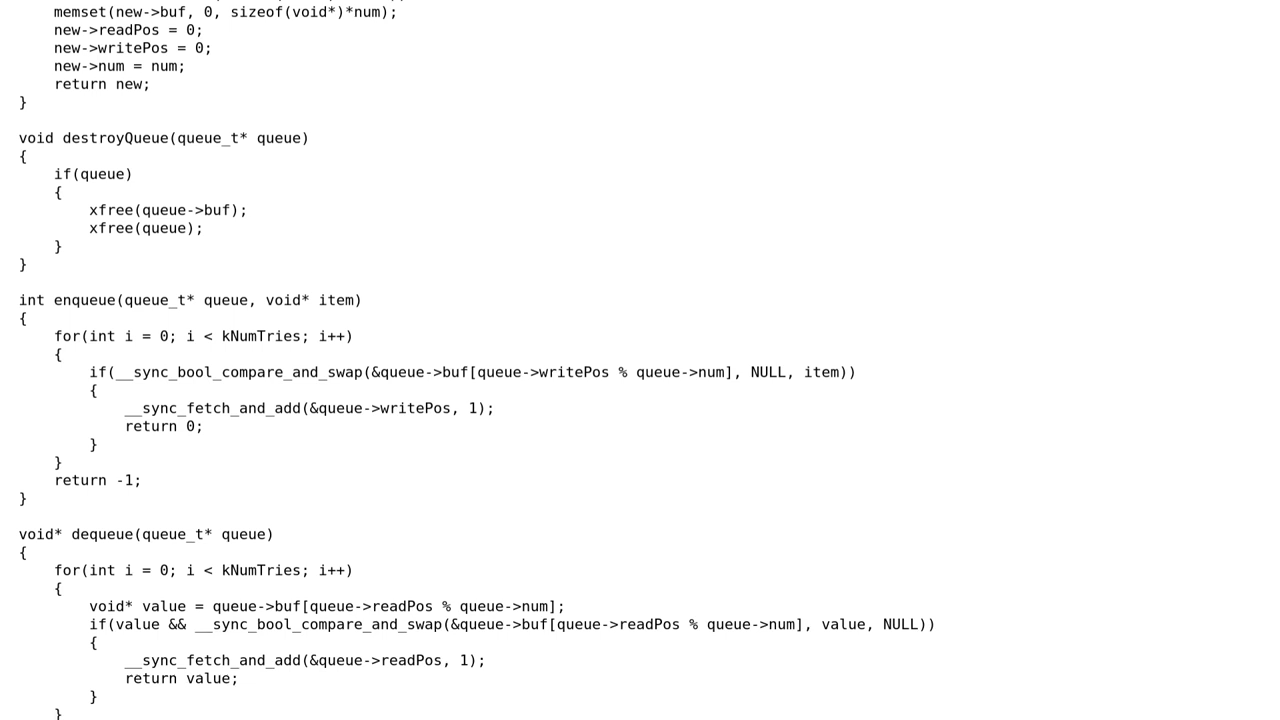 memset(new->buf, 0, sizeof(void*)*num);
new->readPos = 0;
new->writePos = 0;
new->num = num;
return new;
}
void destroyQueue(queue_t* queue)
{
if(queue)
{
xfree(queue->buf);
xfree(queue);
}
}
int enqueue(queue_t* queue, void* item)
{
for(int i = 0; i < kNumTries; i++)
{
if(__sync_bool_compare_and_swap(&queue->buf[queue->writePos % queue->num], NULL, item))
{
__sync_fetch_and_add(&queue->writePos, 1);
return 0;
}
}
return -1;
}
void* dequeue(queue_t* queue)
{
for(int i = 0; i < kNumTries; i++)
{
void* value = queue->buf[queue->readPos % queue->num];
if(value && __sync_bool_compare_and_swap(&queue->buf[queue->readPos % queue->num], value, NULL))
{
__sync_fetch_and_add(&queue->readPos, 1);
return value;
}
}